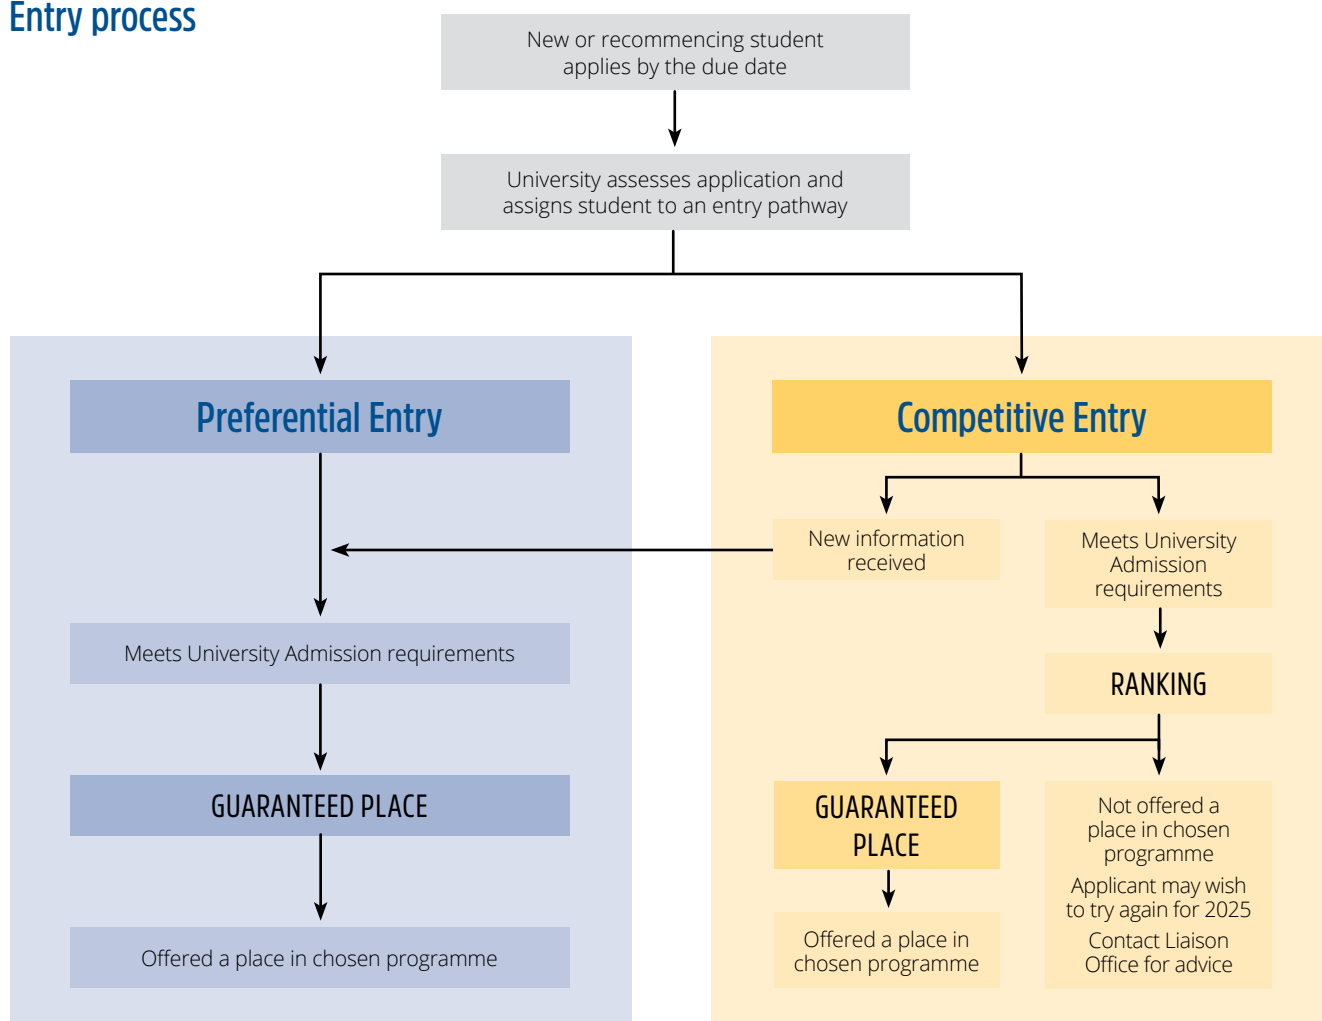 Entry process
New or recommencing student
applies by the due date
University assesses application and
assigns student to an entry pathway
Preferential Entry
Meets University Admission requirements
GUARANTEED PLACE
Offered a place in chosen programme
Competitive Entry
New information
received
Meets University
Admission
requirements
RANKING
GUARANTEED
PLACE
Offered a place in
chosen programme
Not offered a
place in chosen
programme
Applicant may wish
to try again for 2025
Contact Liaison
Office for advice